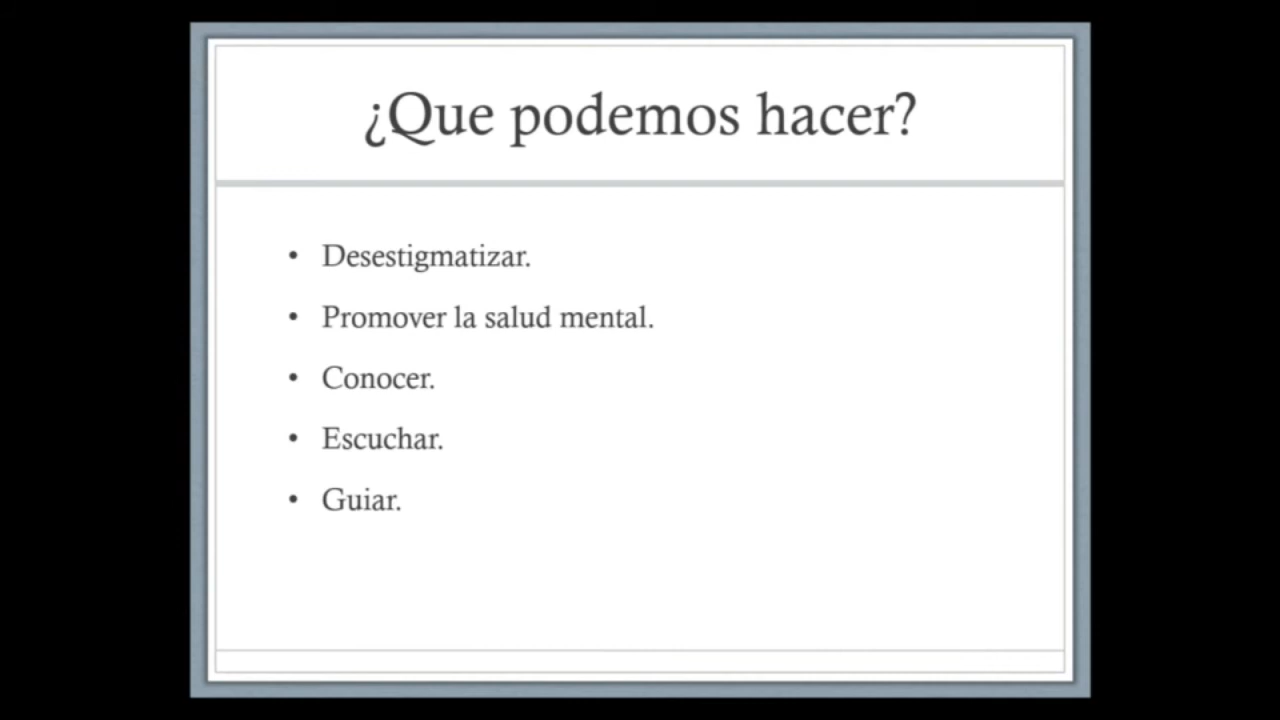 ¿Que podemos hacer?
• Desestigmatizar.
• Promover la salud mental.
• Conocer.
• Escuchar.
• Guiar.